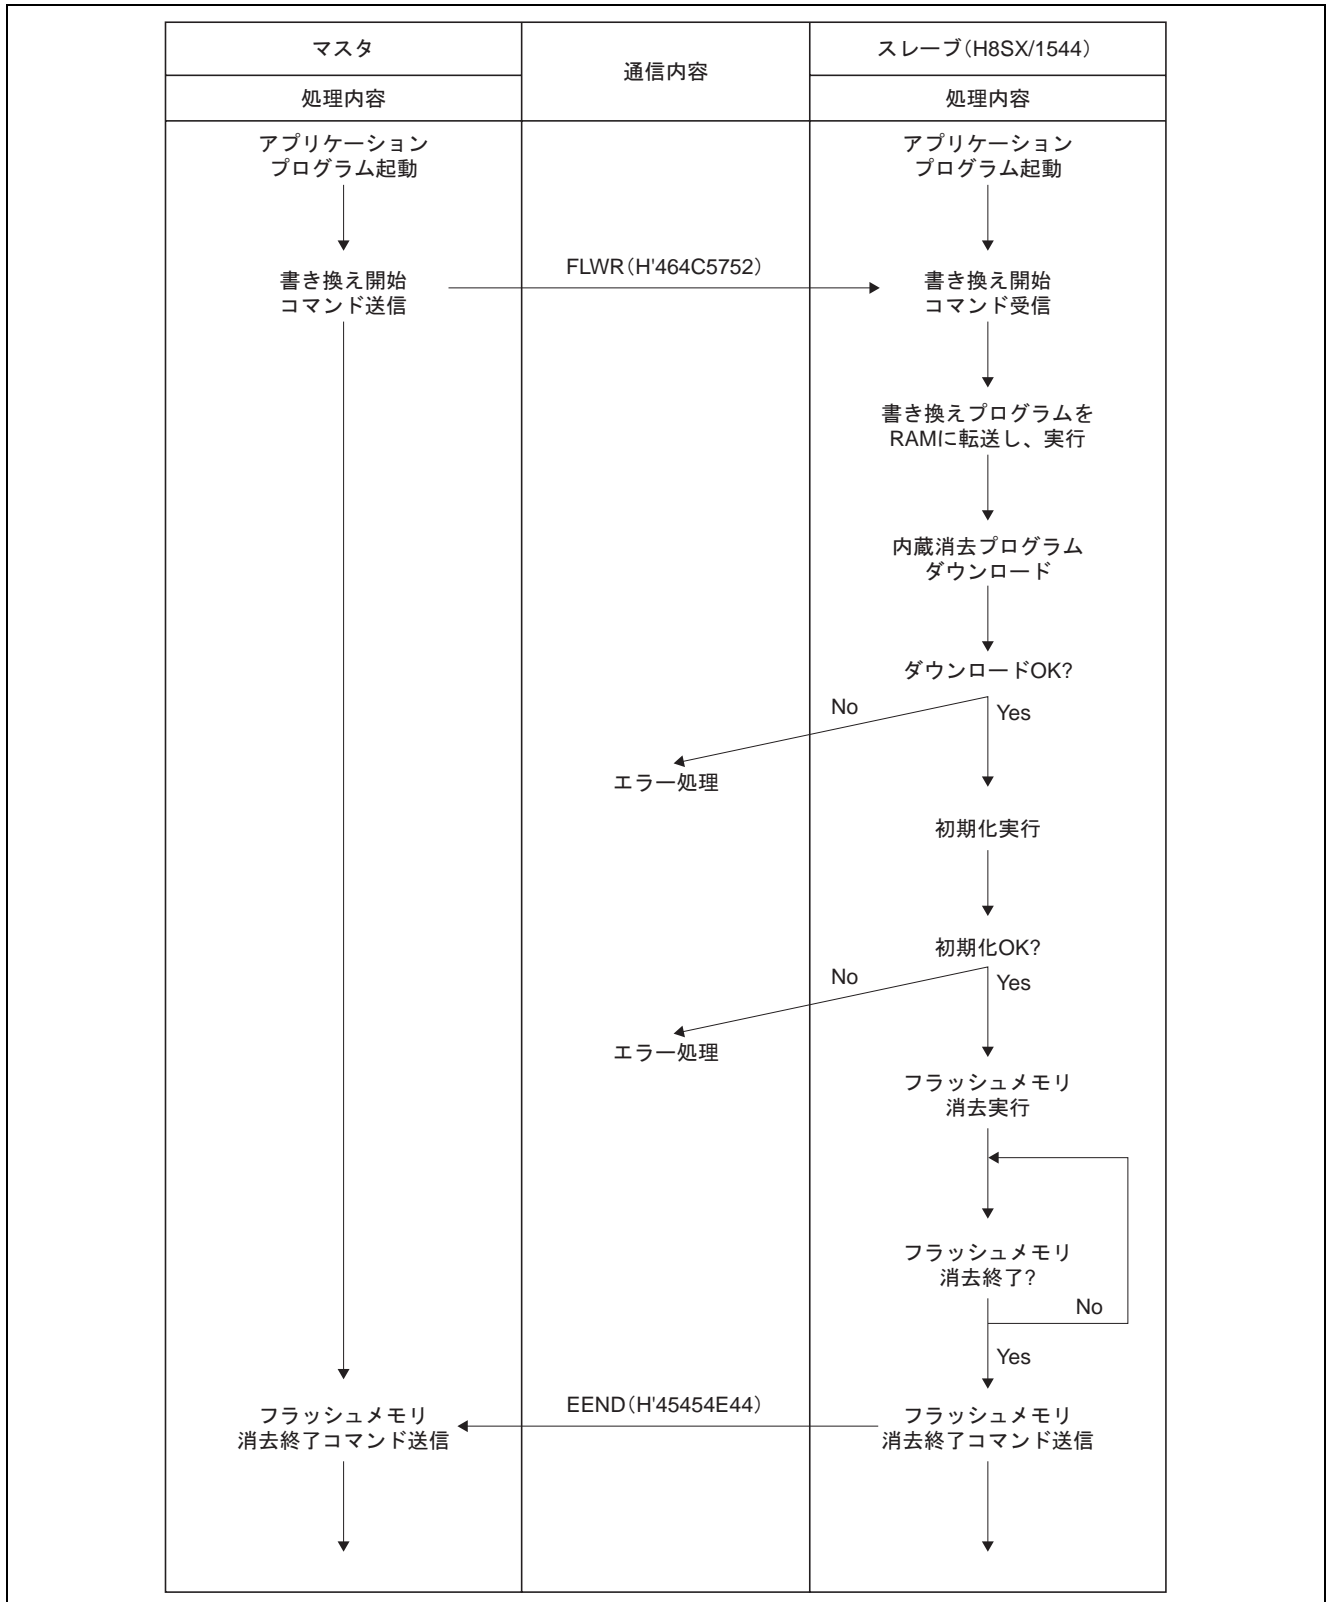 マスタ
通信内容
スレーブ(H8SX/1544)
処理内容
処理内容
アプリケーション
プログラム起動
アプリケーション
プログラム起動
書き換え開始
コマンド送信
FLWR(H'464C5752)
書き換え開始
コマンド受信
書き換えプログラムを
RAMに転送し、実行
内蔵消去プログラム
ダウンロード
ダウンロードOK?
No
Yes
エラー処理
初期化実行
初期化OK?
No
Yes
エラー処理
フラッシュメモリ
消去実行
フラッシュメモリ
消去終了?
No
Yes
フラッシュメモリ
消去終了コマンド送信
EEND(H'45454E44)
フラッシュメモリ
消去終了コマンド送信